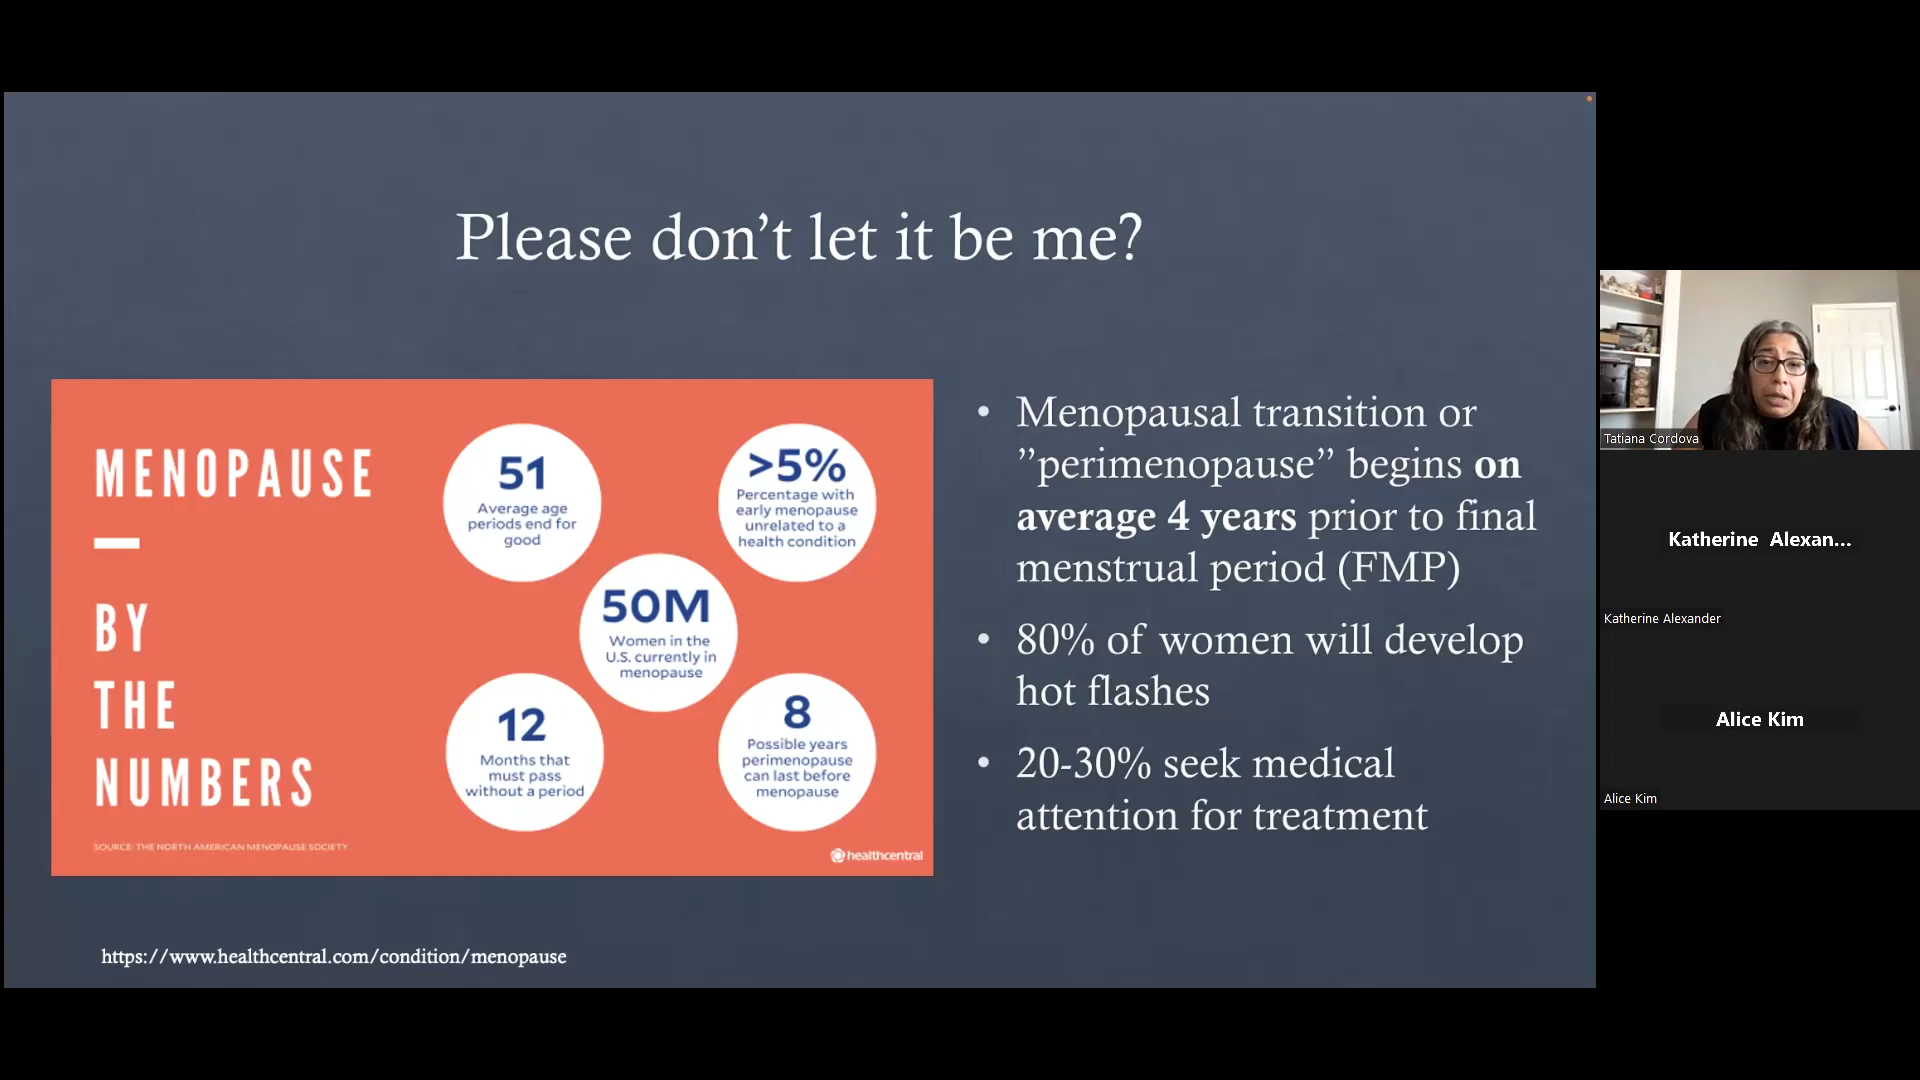 Please don’t let it be me?
MENOPAUSE
BY
THE
NUMBERS
SOURCE: THE NORTH AMERICAN MENOPAUSE SOCIETY
51
Average age
periods end for
good
>5%
Percentage with
early menopause
unrelated to a
health condition
50M
Women in the
U.S. currently in
menopause
12
Months that
must pass
without a period
8
Possible years
perimenopause
can last before
menopause
healthcentral
• Menopausal transition or
”perimenopause” begins on
average 4 years prior to final
menstrual period (FMP)
• 80% of women will develop
hot flashes
• 20-30% seek medical
attention for treatment
https://www.healthcentral.com/condition/menopause
Tatiana Cordova
Katherine Alexan...
Katherine Alexander
Alice Kim
Alice Kim